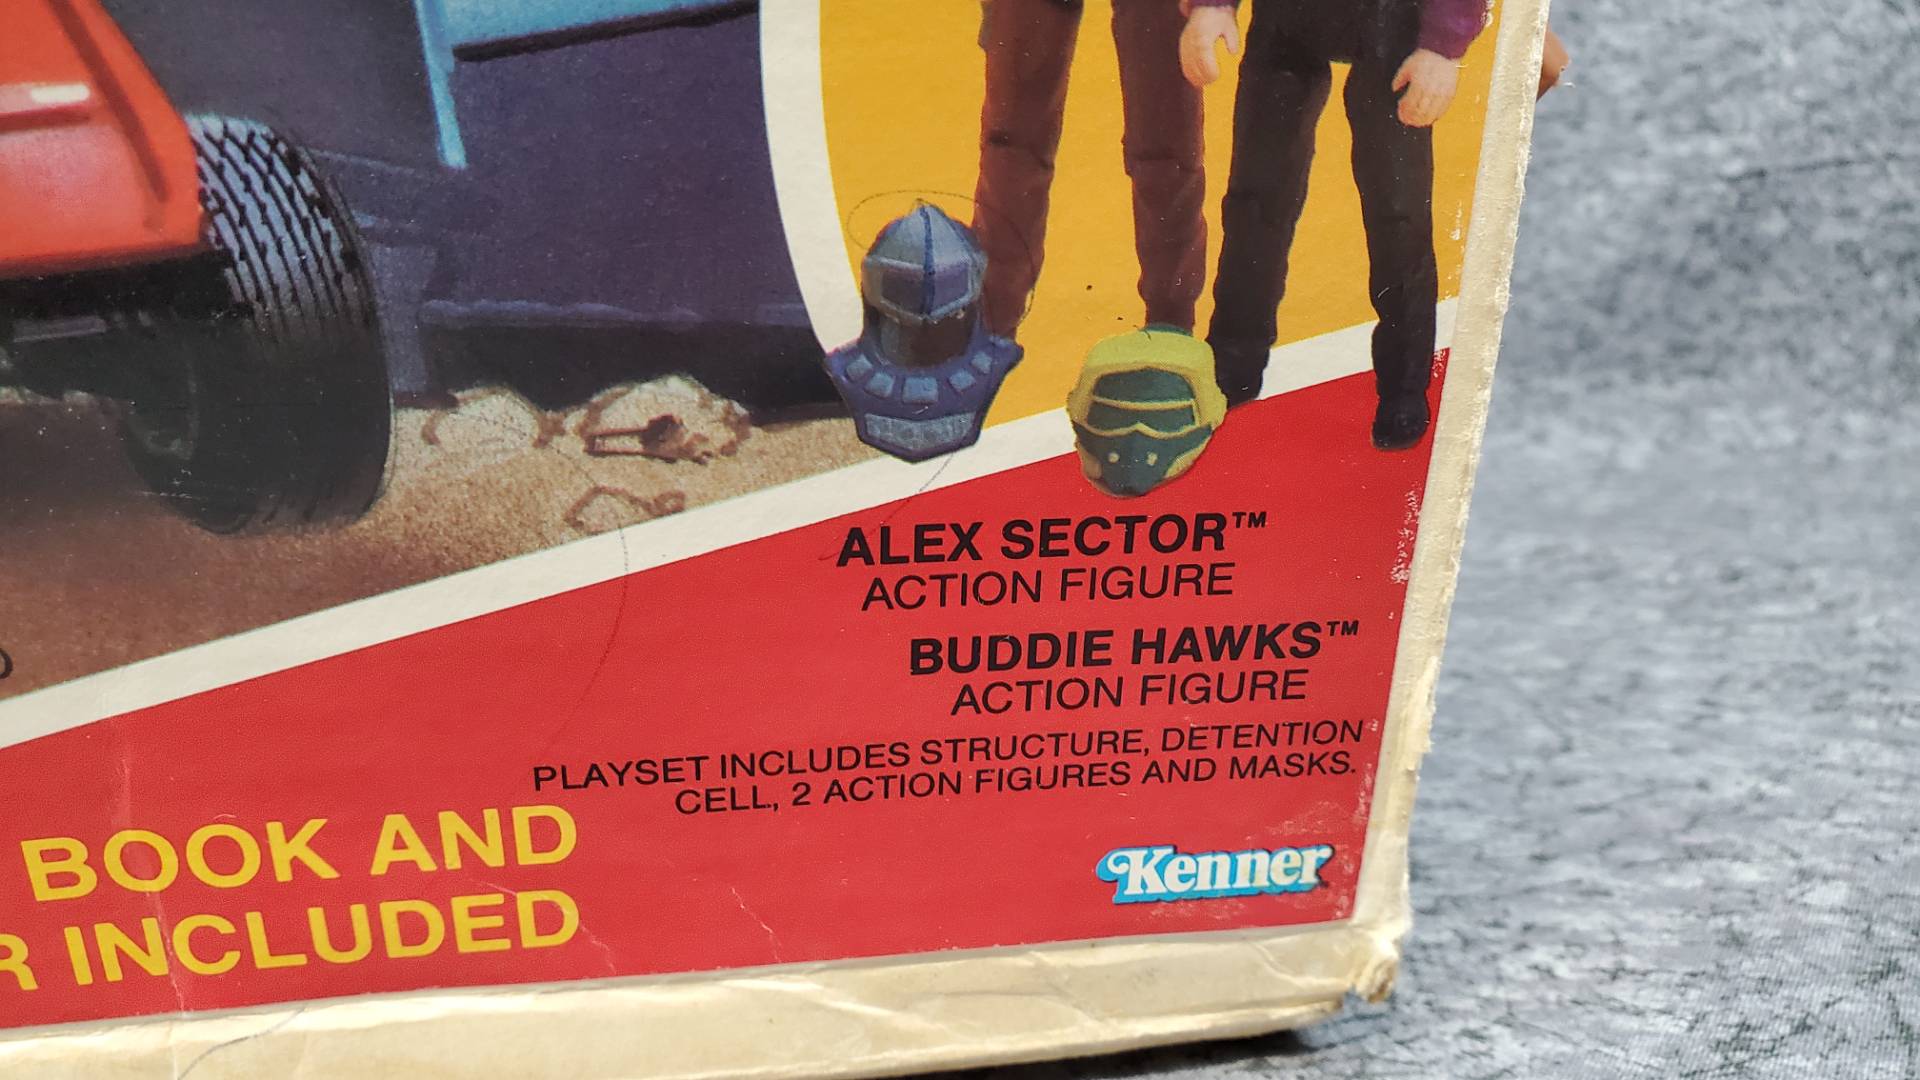 ALEX SECTOR™
ACTION FIGURE
BUDDIE HAWKS™
ACTION FIGURE
PLAYSET INCLUDES STRUCTURE, DETENTION
CELL, 2 ACTION FIGURES AND MASKS.
BOOK AND
R INCLUDED
Kenner